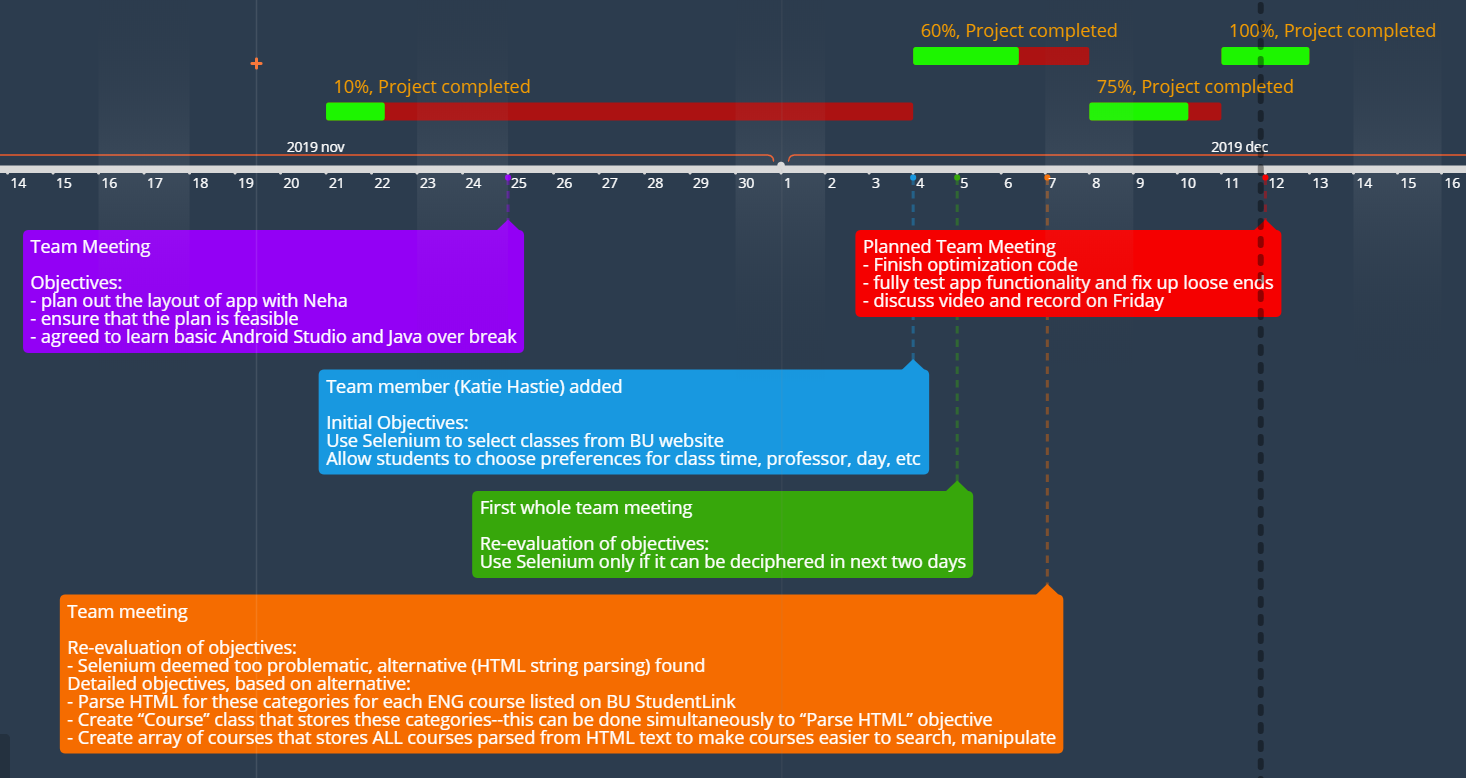 60%, Project completed
100%, Project completed
10%, Project completed
75%, Project completed
2019 nov
2019 dec
14 15 16 17 18 19 20 21 22 23 24 25 26 27 28 29 30 1 2 3 4 5 6 7 8 9 10 11 12 13 14 15 16
Team Meeting
Objectives:
- plan out the layout of app with Neha
- ensure that the plan is feasible
- agreed to learn basic Android Studio and Java over break
Planned Team Meeting
- Finish optimization code
- fully test app functionality and fix up loose ends
- discuss video and record on Friday
Team member (Katie Hastie) added
Initial Objectives:
Use Selenium to select classes from BU website
Allow students to choose preferences for class time, professor, day, etc
First whole team meeting
Re-evaluation of objectives:
Use Selenium only if it can be deciphered in next two days
Team meeting
Re-evaluation of objectives:
- Selenium deemed too problematic, alternative (HTML string parsing) found
Detailed objectives, based on alternative:
- Parse HTML for these categories for each ENG course listed on BU StudentLink
- Create “Course” class that stores these categories--this can be done simultaneously to “Parse HTML” objective
- Create array of courses that stores ALL courses parsed from HTML text to make courses easier to search, manipulate